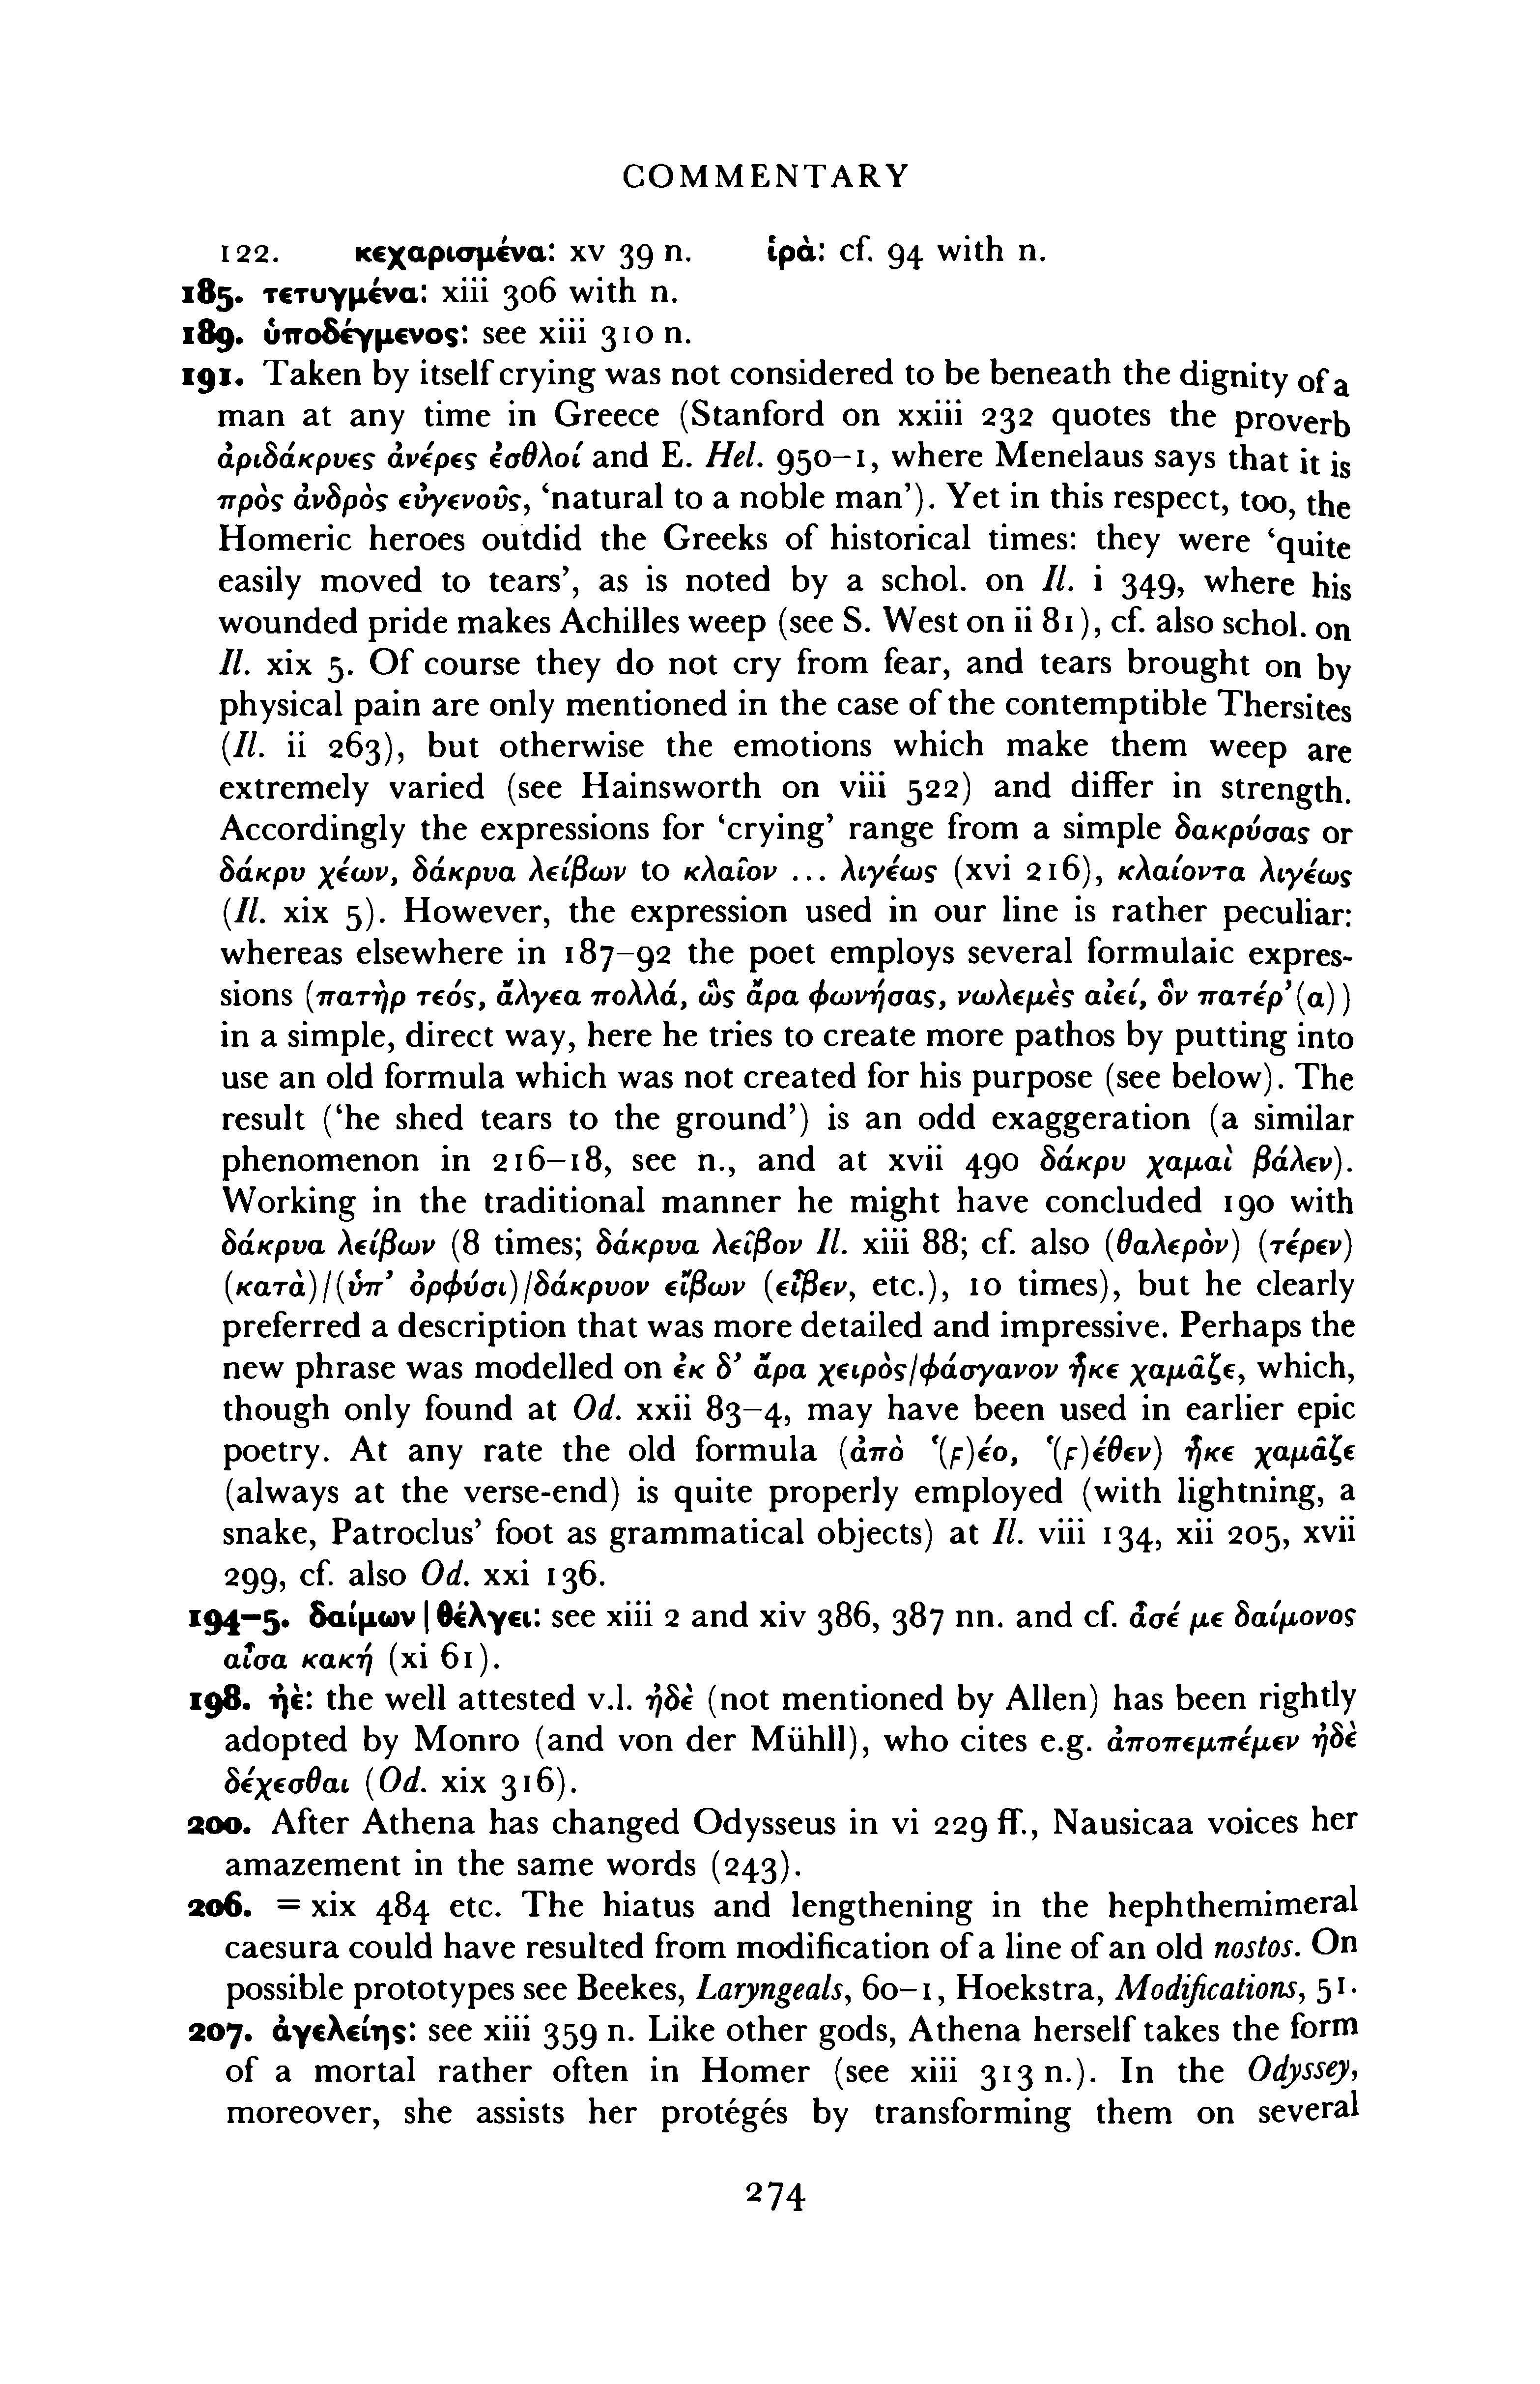 COMMENTARY
122. κεχαρισμένα: xv 39 n. ἱρὰ: cf. 94 with n.
185. τετυγμένα: xiii 306 with n.
189. ὑποδέγμενος: see xiii 310 n.
191. Taken by itself crying was not considered to be beneath the dignity of a
man at any time in Greece (Stanford on xxiii 232 quotes the proverb
ἀριδάκρυες ἀνέρες ἐσθλοί and E. Hel. 950–1, where Menelaus says that it is
πρὸς ἀνδρὸς εὐγενοῦς, ‘natural to a noble man’). Yet in this respect, too, the
Homeric heroes outdid the Greeks of historical times: they were ‘quite
easily moved to tears’, as is noted by a schol. on Il. i 349, where his
wounded pride makes Achilles weep (see S. West on ii 81), cf. also schol. on
Il. xix 5. Of course they do not cry from fear, and tears brought on by
physical pain are only mentioned in the case of the contemptible Thersites
(Il. ii 263), but otherwise the emotions which make them weep are
extremely varied (see Hainsworth on viii 522) and differ in strength.
Accordingly the expressions for ‘crying’ range from a simple δακρύσας or
δάκρυ χέων, δάκρυα λείβων to κλαῖον ... λιγέως (xvi 216), κλαίοντα λιγέως
(Il. xix 5). However, the expression used in our line is rather peculiar:
whereas elsewhere in 187–92 the poet employs several formulaic expres-
sions (πατὴρ τεός, ἄλγεα πολλά, ὣς ἄρα φωνήσας, νωλεμὲς αἰεί, ὃν πατέρ’(α))
in a simple, direct way, here he tries to create more pathos by putting into
use an old formula which was not created for his purpose (see below). The
result (‘he shed tears to the ground’) is an odd exaggeration (a similar
phenomenon in 216–18, see n., and at xvii 490 δάκρυ χαμαὶ βάλεν).
Working in the traditional manner he might have concluded 190 with
δάκρυα λείβων (8 times; δάκρυα λεῖβον Il. xiii 88; cf. also (θαλερὸν) (τέρεν)
(κατὰ)/(ὑπ’ ὀρφύσι)/δάκρυον εἴβων (εἶβεν, etc.), 10 times), but he clearly
preferred a description that was more detailed and impressive. Perhaps the
new phrase was modelled on ἐκ δ’ ἄρα χειρὸς/φάσγανον ἧκε χαμᾶζε, which,
though only found at Od. xxii 83–4, may have been used in earlier epic
poetry. At any rate the old formula (ἀπὸ ‘(ϝ)έο, ‘(ϝ)έθεν) ἧκε χαμᾶζε
(always at the verse-end) is quite properly employed (with lightning, a
snake, Patroclus’ foot as grammatical objects) at Il. viii 134, xii 205, xvii
299, cf. also Od. xxi 136.
194–5. δαίμων | θέλγει: see xiii 2 and xiv 386, 387 nn. and cf. ἆσέ με δαίμονος
αἶσα κακή (xi 61).
198. ἠὲ: the well attested v.l. ἠδὲ (not mentioned by Allen) has been rightly
adopted by Monro (and von der Mühll), who cites e.g. ἀποπεμπέμεν ἠδὲ
δέχεσθαι (Od. xix 316).
200. After Athena has changed Odysseus in vi 229 ff., Nausicaa voices her
amazement in the same words (243).
206. = xix 484 etc. The hiatus and lengthening in the hephthemimeral
caesura could have resulted from modification of a line of an old nostos. On
possible prototypes see Beekes, Laryngeals, 60–1, Hoekstra, Modifications, 51.
207. ἀγελείης: see xiii 359 n. Like other gods, Athena herself takes the form
of a mortal rather often in Homer (see xiii 313 n.). In the Odyssey,
moreover, she assists her protégés by transforming them on several
274